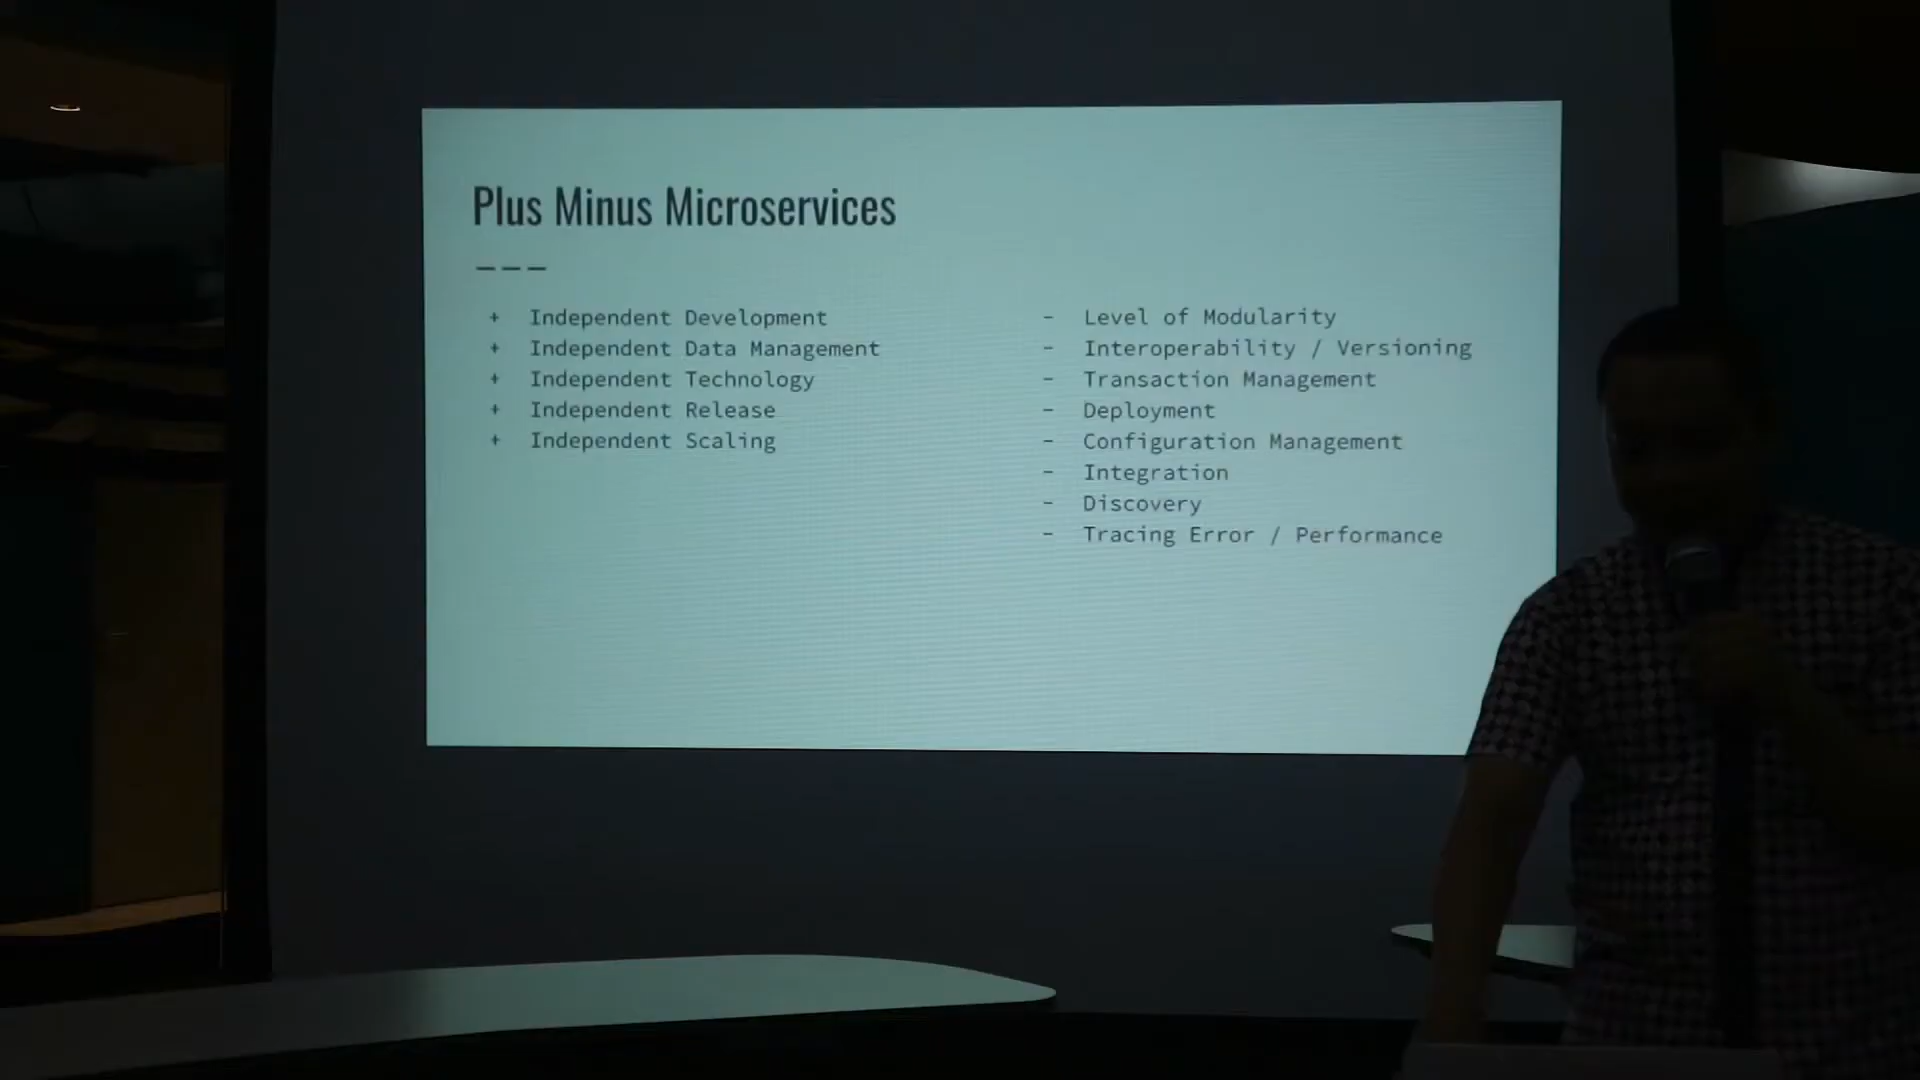 Plus Minus Microservices
---
+ Independent Development
+ Independent Data Management
+ Independent Technology
+ Independent Release
+ Independent Scaling
- Level of Modularity
- Interoperability / Versioning
- Transaction Management
- Deployment
- Configuration Management
- Integration
- Discovery
- Tracing Error / Performance